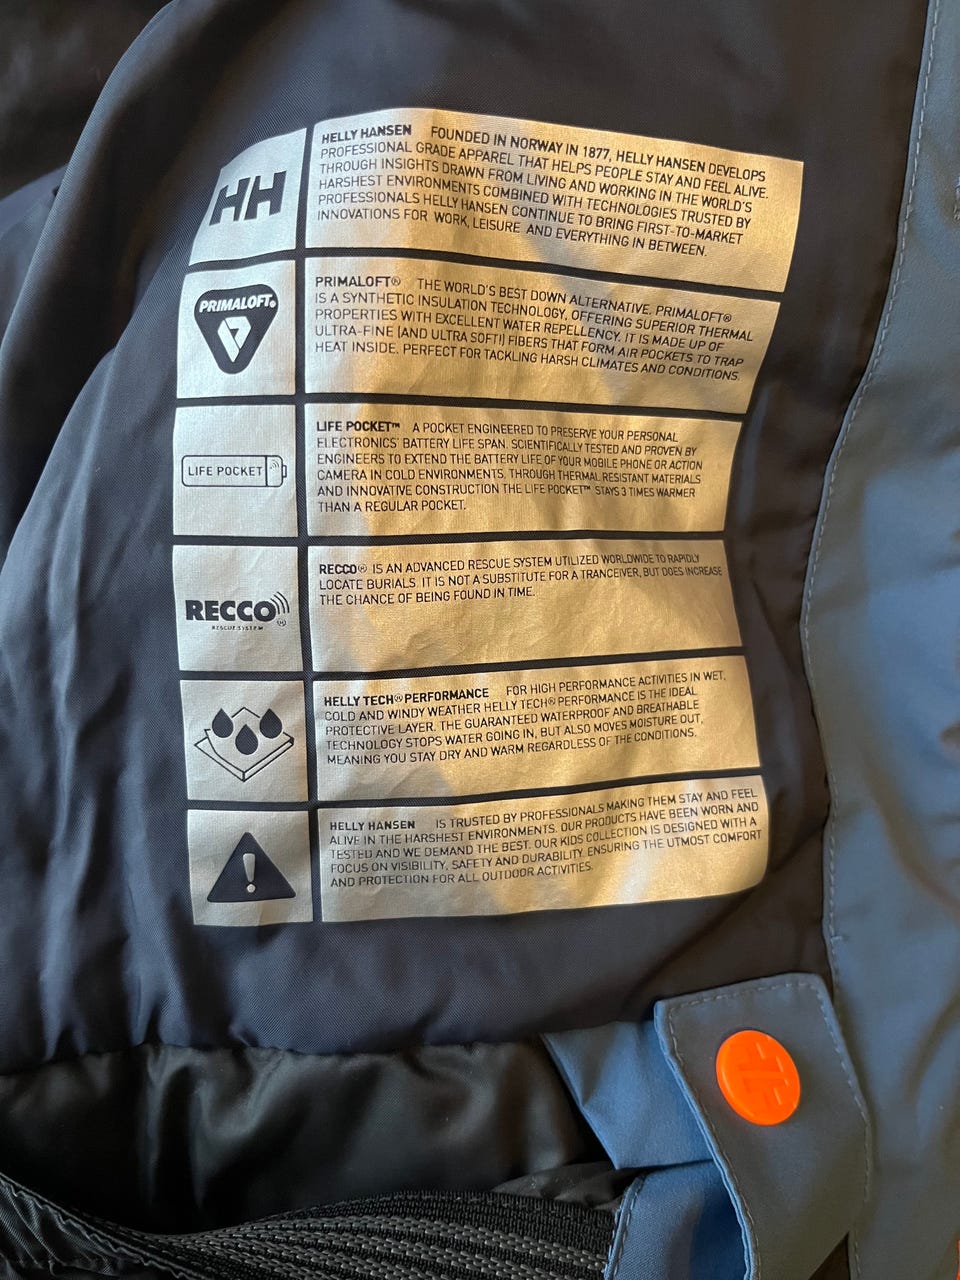 HH
HELLY HANSEN FOUNDED IN NORWAY IN 1877, HELLY HANSEN DEVELOPS
PROFESSIONAL GRADE APPAREL THAT HELPS PEOPLE STAY AND FEEL ALIVE.
THROUGH INSIGHTS DRAWN FROM LIVING AND WORKING IN THE WORLD'S
HARSHEST ENVIRONMENTS COMBINED WITH TECHNOLOGIES TRUSTED BY
PROFESSIONALS HELLY HANSEN CONTINUE TO BRING FIRST-TO-MARKET
INNOVATIONS FOR WORK, LEISURE AND EVERYTHING IN BETWEEN.
PRIMALOFT®
PRIMALOFT® THE WORLD'S BEST DOWN ALTERNATIVE. PRIMALOFT®
IS A SYNTHETIC INSULATION TECHNOLOGY, OFFERING SUPERIOR THERMAL
PROPERTIES WITH EXCELLENT WATER REPELLENCY. IT IS MADE UP OF
ULTRA-FINE (AND ULTRA SOFT!) FIBERS THAT FORM AIR POCKETS TO TRAP
HEAT INSIDE. PERFECT FOR TACKLING HARSH CLIMATES AND CONDITIONS.
LIFE POCKET
LIFE POCKET™ A POCKET ENGINEERED TO PRESERVE YOUR PERSONAL
ELECTRONICS' BATTERY LIFE SPAN. SCIENTIFICALLY TESTED AND PROVEN BY
ENGINEERS TO EXTEND THE BATTERY LIFE OF YOUR MOBILE PHONE OR ACTION
CAMERA IN COLD ENVIRONMENTS. THROUGH THERMAL RESISTANT MATERIALS
AND INNOVATIVE CONSTRUCTION THE LIFE POCKET™ STAYS 3 TIMES WARMER
THAN A REGULAR POCKET.
RECCO®
RESCUE SYSTEM
RECCO® IS AN ADVANCED RESCUE SYSTEM UTILIZED WORLDWIDE TO RAPIDLY
LOCATE BURIALS. IT IS NOT A SUBSTITUTE FOR A TRANCEIVER, BUT DOES INCREASE
THE CHANCE OF BEING FOUND IN TIME.
HELLY TECH® PERFORMANCE FOR HIGH PERFORMANCE ACTIVITIES IN WET,
COLD AND WINDY WEATHER HELLY TECH® PERFORMANCE IS THE IDEAL
PROTECTIVE LAYER. THE GUARANTEED WATERPROOF AND BREATHABLE
TECHNOLOGY STOPS WATER GOING IN, BUT ALSO MOVES MOISTURE OUT,
MEANING YOU STAY DRY AND WARM REGARDLESS OF THE CONDITIONS.
HELLY HANSEN IS TRUSTED BY PROFESSIONALS MAKING THEM STAY AND FEEL
ALIVE IN THE HARSHEST ENVIRONMENTS. OUR PRODUCTS HAVE BEEN WORN AND
TESTED AND WE DEMAND THE BEST. OUR KIDS COLLECTION IS DESIGNED WITH A
FOCUS ON VISIBILITY, SAFETY AND DURABILITY. ENSURING THE UTMOST COMFORT
AND PROTECTION FOR ALL OUTDOOR ACTIVITIES.
HH